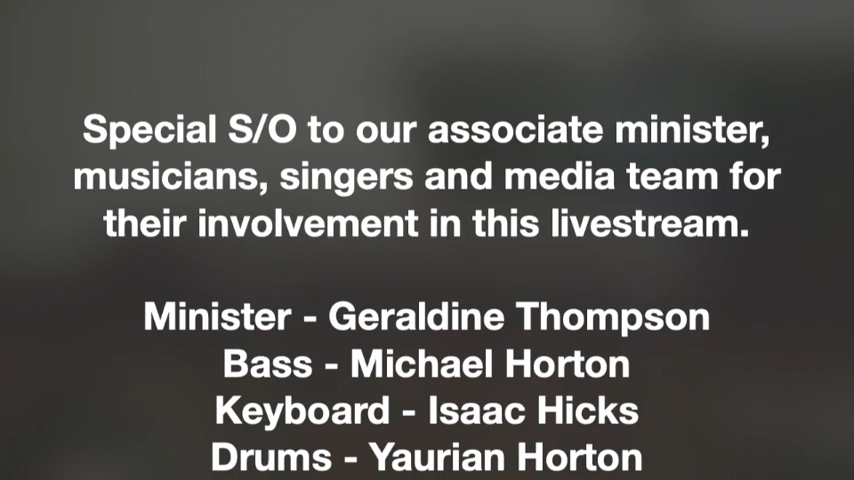 Special S/O to our associate minister,
musicians, singers and media team for
their involvement in this livestream.
Minister - Geraldine Thompson
Bass - Michael Horton
Keyboard - Isaac Hicks
Drums - Yaurian Horton